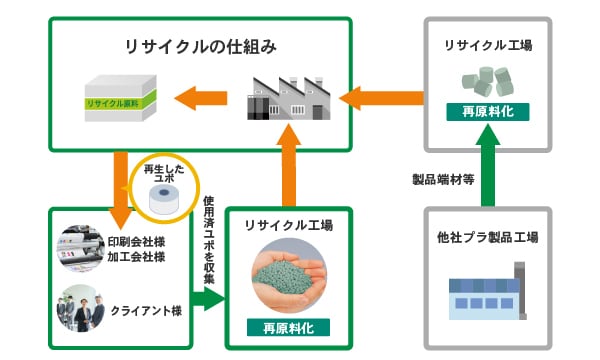 リサイクルの仕組み
リサイクル原料
リサイクル工場
再原料化
製品端材等
他社プラ製品工場
再生した
ユポ
印刷会社様
加工会社様
クライアント様
使用済ユポを収集
リサイクル工場
再原料化